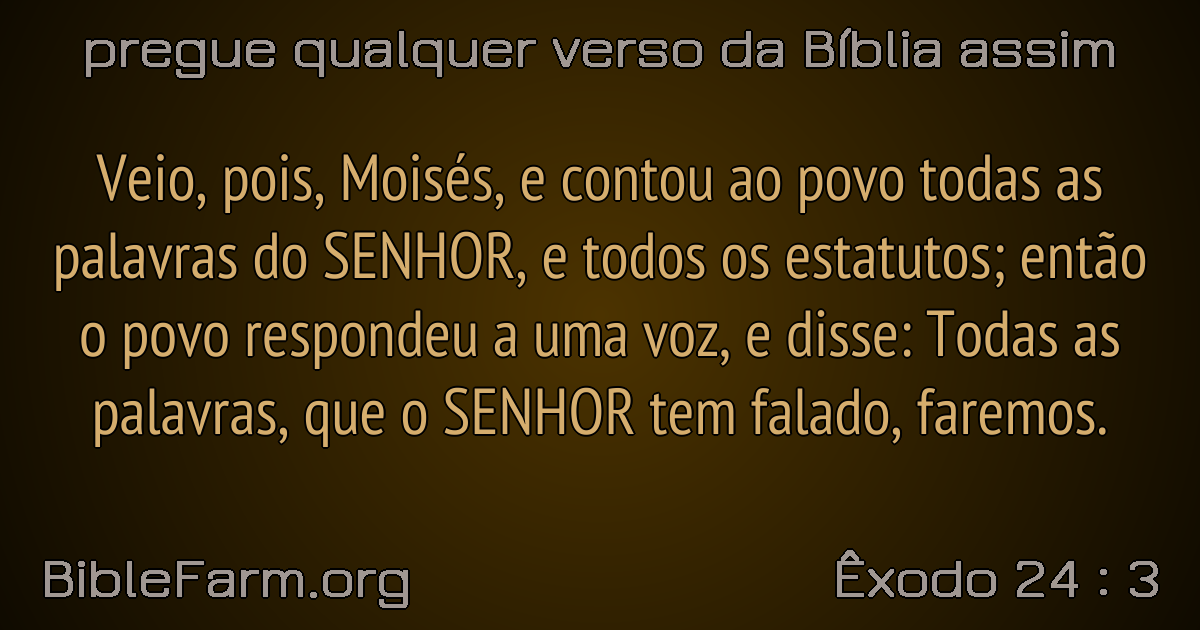 pregue qualquer verso da Bíblia assim
Veio, pois, Moisés, e contou ao povo todas as
palavras do SENHOR, e todos os estatutos; então
o povo respondeu a uma voz, e disse: Todas as
palavras, que o SENHOR tem falado, faremos.
BibleFarm.org
Êxodo 24 : 3